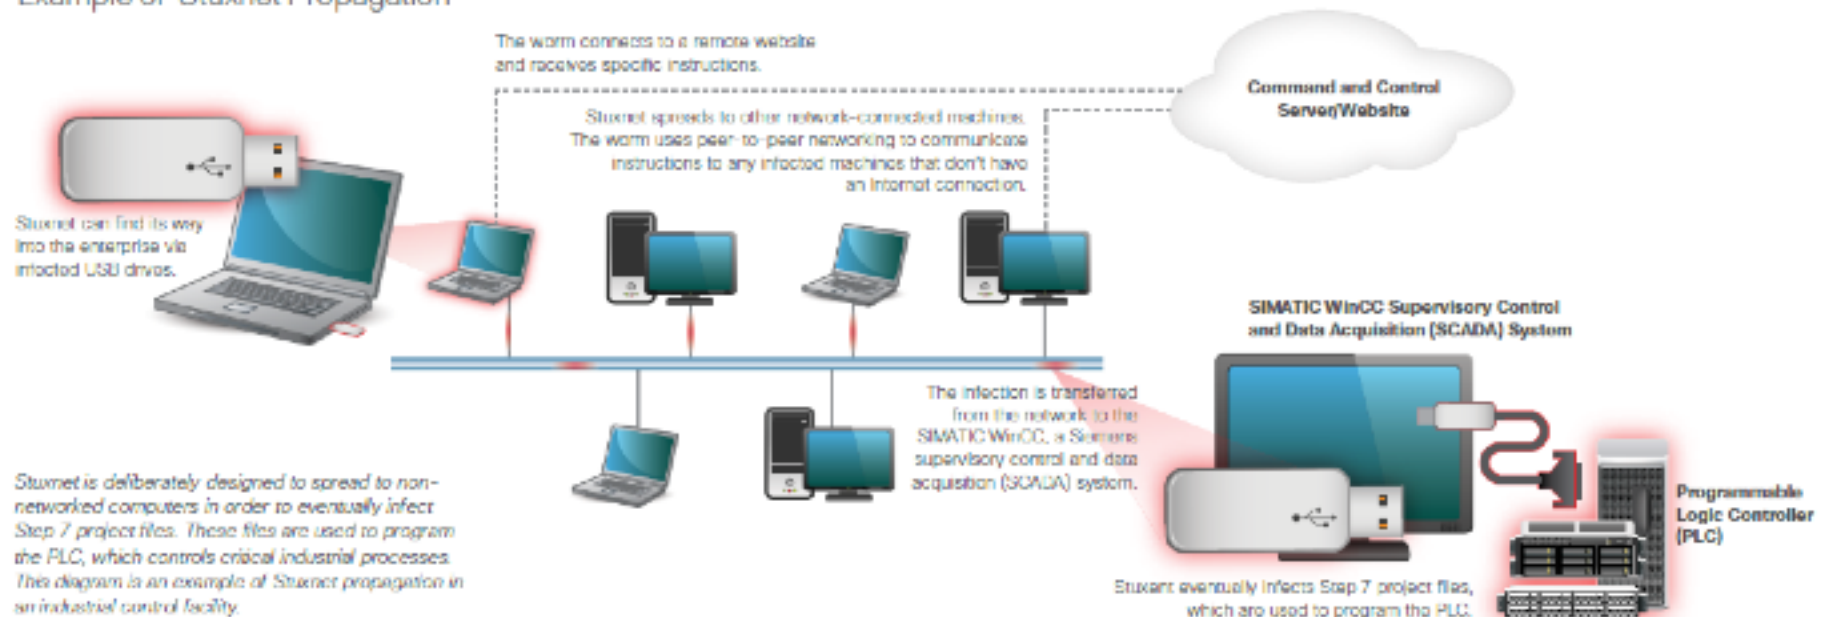 Example of Stuxnet Propagation
The worm connects to a remote website
and receives specific instructions.
Command and Control
Server/Website
Stuxnet spreads to other network-connected machines.
The worm uses peer-to-peer networking to communicate
instructions to any infected machines that don't have
an Internet connection.
Stuxnet can find its way
into the enterprise via
infected USB drives.
SIMATIC WinCC Supervisory Control
and Data Acquisition (SCADA) System
The infection is transferred
from the network to the
SIMATIC WinCC, a Siemens
supervisory control and data
acquisition (SCADA) system.
Stuxnet is deliberately designed to spread to non-
networked computers in order to eventually infect
Step 7 project files. These files are used to program
the PLC, which controls critical industrial processes.
This diagram is an example of Stuxnet propagation in
an industrial control facility.
Programmable
Logic Controller
(PLC)
Stuxent eventually infects Step 7 project files,
which are used to program the PLC.